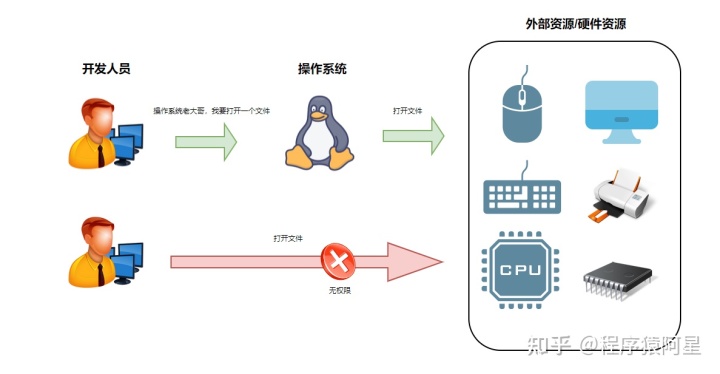 外部资源/硬件资源
开发人员
操作系统
操作系统老大哥，我要打开一个文件
打开文件
打开文件
无权限
CPU
知乎 @程序猿阿星